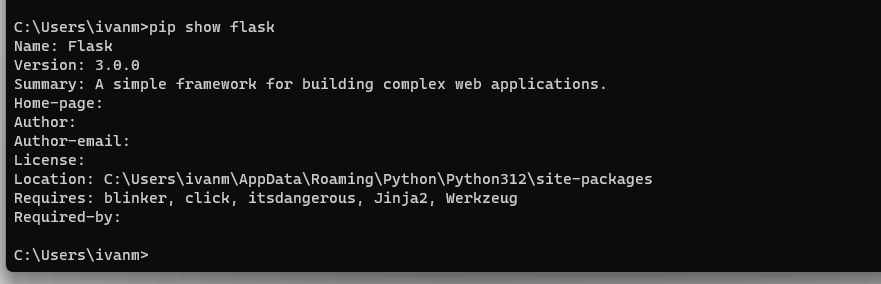 C:\Users\ivanm>pip show flask
Name: Flask
Version: 3.0.0
Summary: A simple framework for building complex web applications.
Home-page:
Author:
Author-email:
License:
Location: C:\Users\ivanm\AppData\Roaming\Python\Python312\site-packages
Requires: blinker, click, itsdangerous, Jinja2, Werkzeug
Required-by:
C:\Users\ivanm>